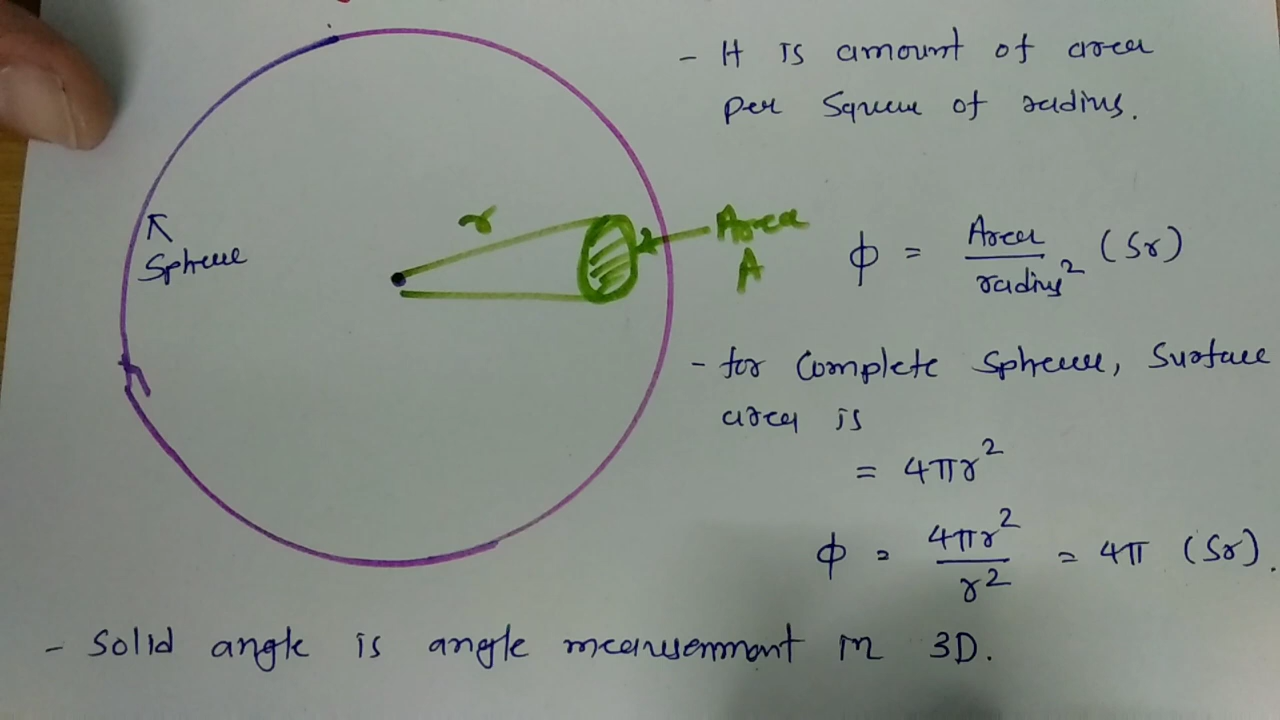 - It is amount of area
per Square of radius.
r
Area
A
Sphere
ϕ = Area / radius² (Sr)
- for Complete Sphere, Surface
area is
= 4πr²
ϕ = 4πr² / r² = 4π (Sr).
- Solid angle is angle measurement in 3D.